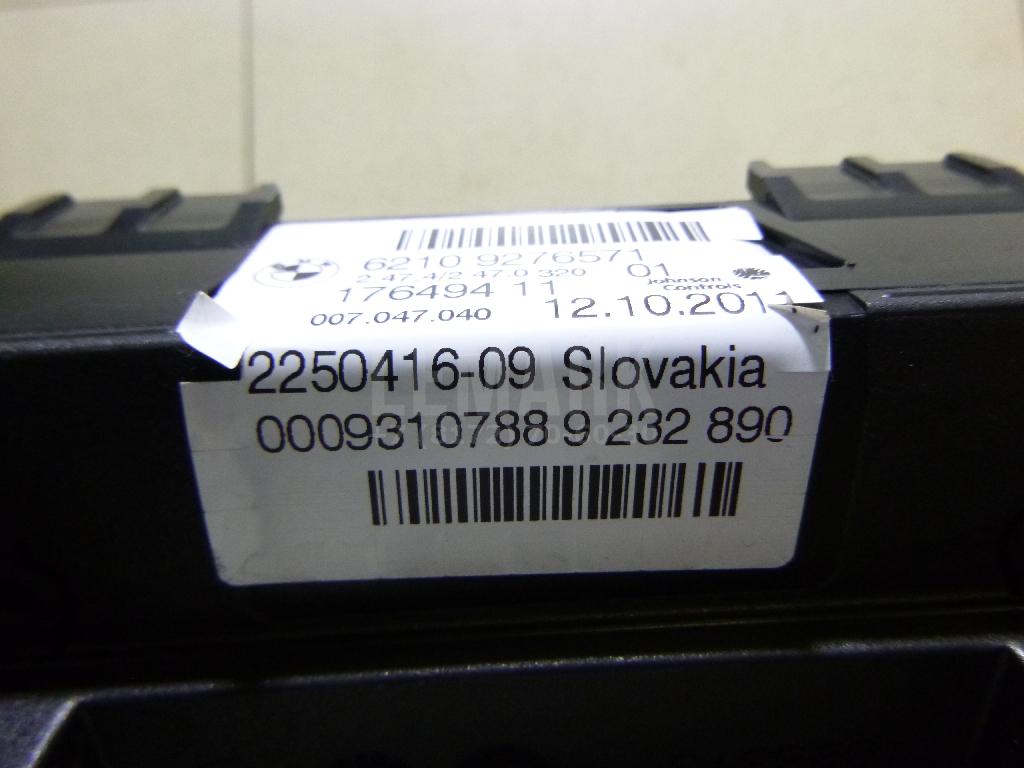 6210 9276571
2 47 4/2 47.0 320 01
Johnson
Controls
176494 11 12.10.2011
007.047.040
2250416-09 Slovakia
0009310788 9 232 890